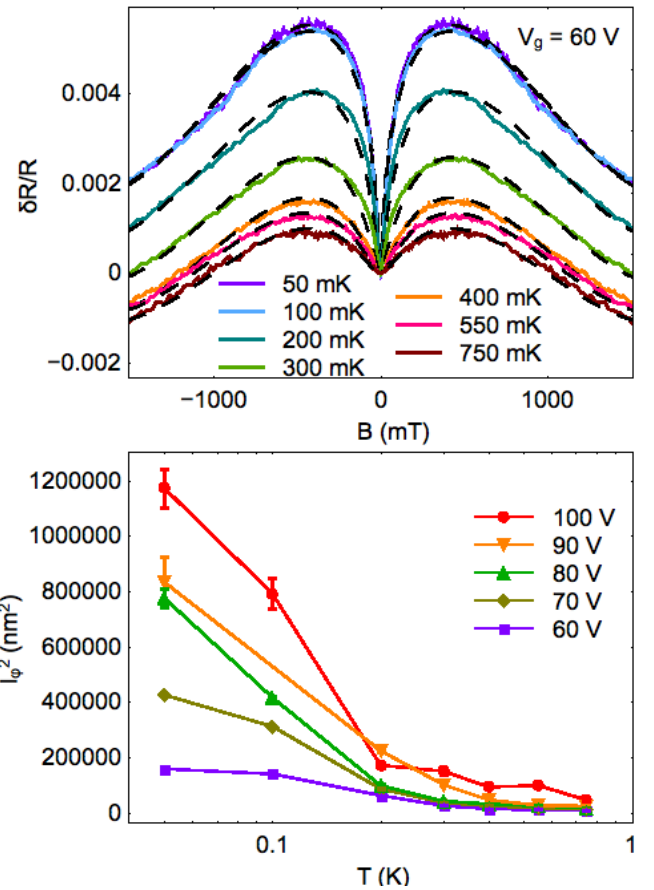 V_g = 60 V
δR/R
0.004
0.002
0
−0.002
50 mK
100 mK
200 mK
300 mK
400 mK
550 mK
750 mK
−1000
0
1000
B (mT)
l_φ² (nm²)
1200000
1000000
800000
600000
400000
200000
0
100 V
90 V
80 V
70 V
60 V
0.1
1
T (K)